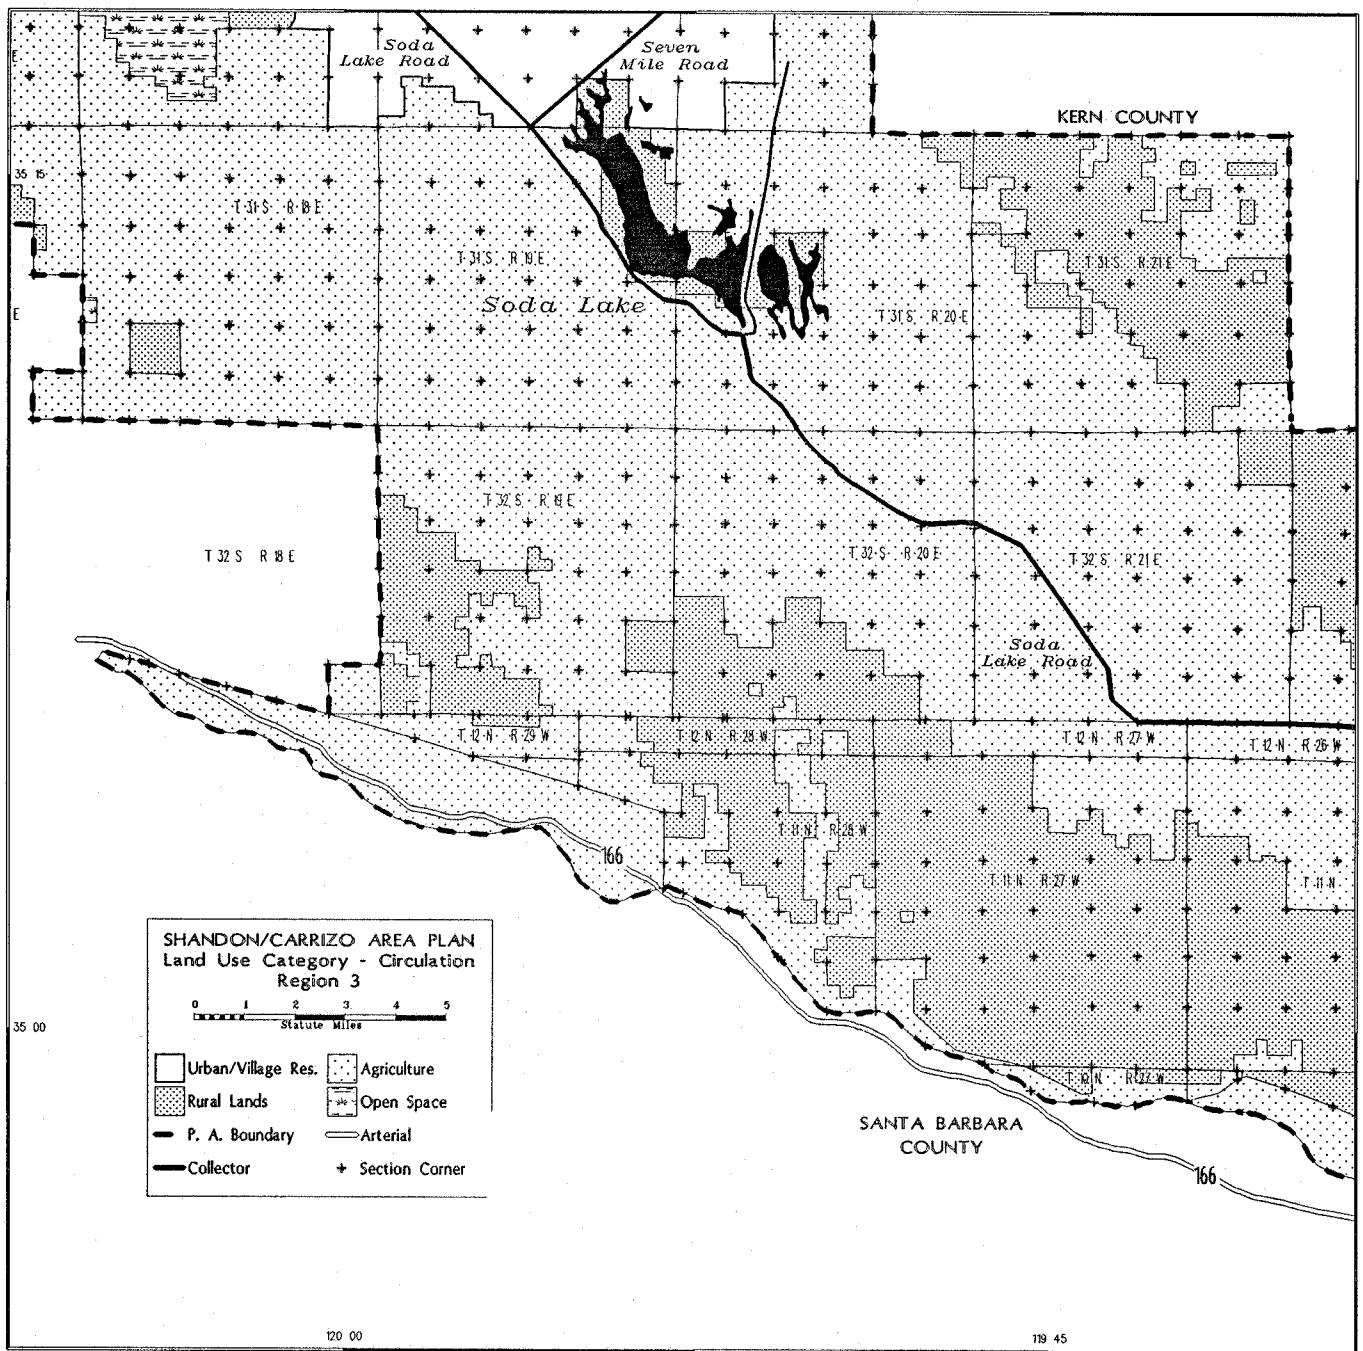 Soda
Lake Road
Seven
Mile Road
KERN COUNTY
E
35 15
T 31 S R 18 E
T 31 S R 19 E
T 31 S R 21 E
Soda Lake
E
T 31 S R 20 E
T 32 S R 19 E
T 32 S R 18 E
T 32 S R 20 E
T 32 S R 21 E
Soda
Lake Road
T 12 N R 29 W
T 12 N R 28 W
T 12 N R 27 W
T 12 N R 26 W
T 11 N R 28 W
166
T 11 N R 27 W
T 11 N
SHANDON/CARRIZO AREA PLAN
Land Use Category - Circulation
Region 3
0 1 2 3 4 5
Statute Miles
35 00
Urban/Village Res.
Agriculture
Rural Lands
Open Space
P. A. Boundary
Arterial
Collector
Section Corner
T 10 N R 27 W
SANTA BARBARA
COUNTY
166
120 00
119 45